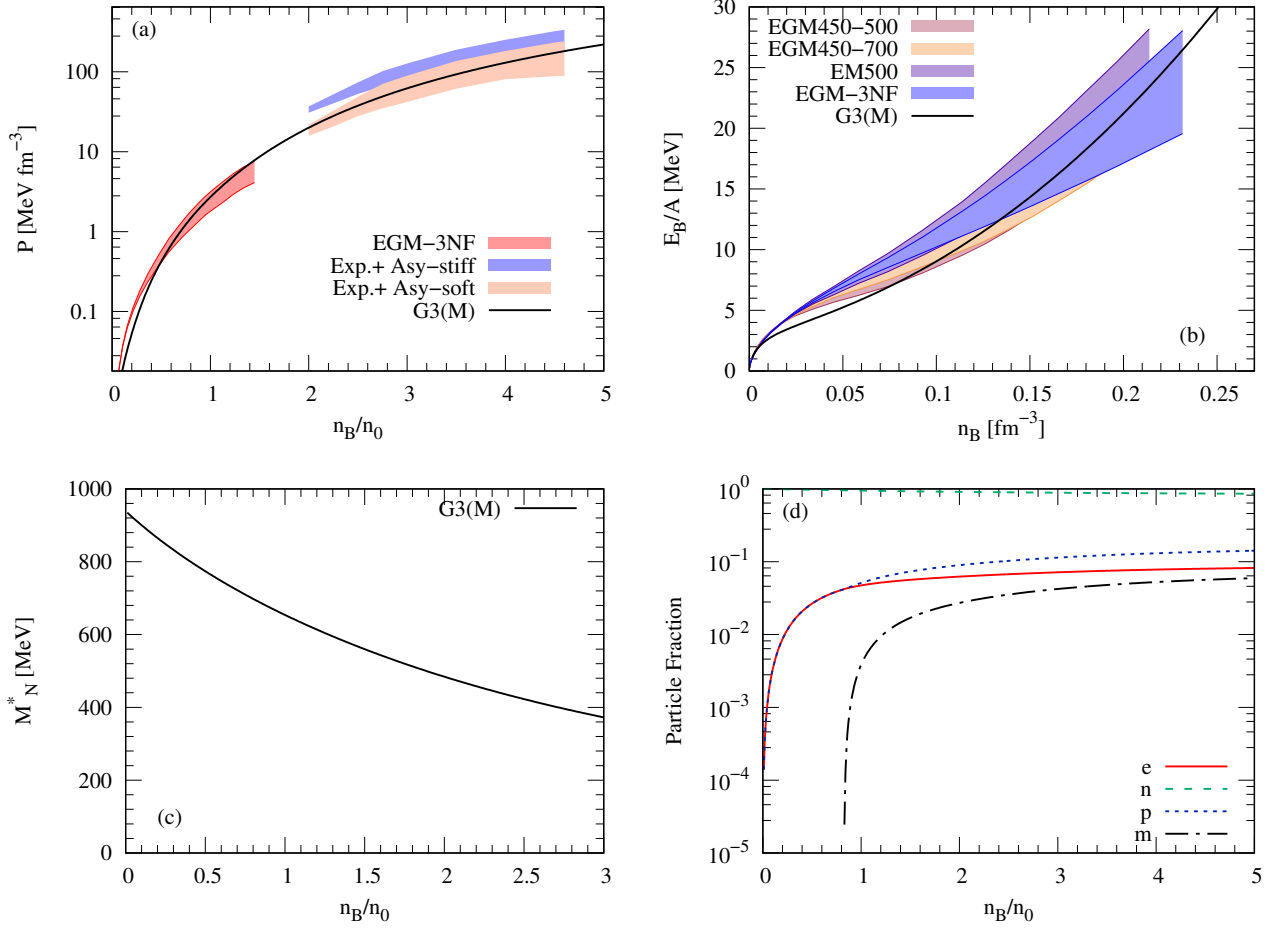 (a)
P [MeV fm⁻³]
100
10
1
0.1
EGM−3NF
Exp.+ Asy−stiff
Exp.+ Asy−soft
G3(M)
0 1 2 3 4 5
n_B/n_0
E_B/A [MeV]
30
25
20
15
10
5
0
EGM450−500
EGM450−700
EM500
EGM−3NF
G3(M)
(b)
0 0.05 0.1 0.15 0.2 0.25
n_B [fm⁻³]
M*_N [MeV]
1000
800
600
400
200
0
G3(M)
(c)
0 0.5 1 1.5 2 2.5 3
n_B/n_0
(d)
Particle Fraction
10⁰
10⁻¹
10⁻²
10⁻³
10⁻⁴
10⁻⁵
e
n
p
m
0 1 2 3 4 5
n_B/n_0